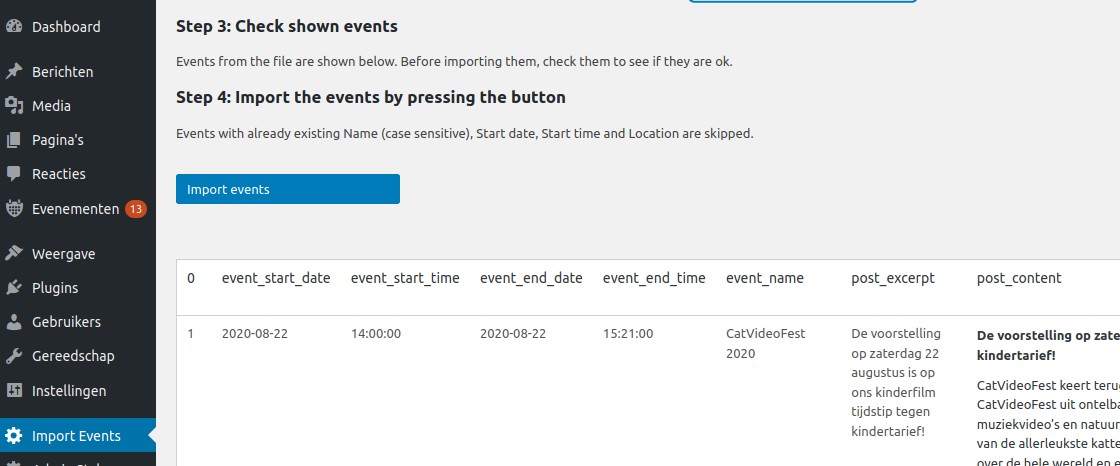 Dashboard
Berichten
Media
Pagina's
Reacties
Evenementen 13
Weergave
Plugins
Gebruikers
Gereedschap
Instellingen
Import Events
Step 3: Check shown events
Events from the file are shown below. Before importing them, check them to see if they are ok.
Step 4: Import the events by pressing the button
Events with already existing Name (case sensitive), Start date, Start time and Location are skipped.
Import events
0 event_start_date event_start_time event_end_date event_end_time event_name post_excerpt post_content
1 2020-08-22 14:00:00 2020-08-22 15:21:00
CatVideoFest
2020
De voorstelling
op zaterdag 22
augustus is op
ons kinderfilm
tijdstip tegen
kindertarief!
De voorstelling op zate
kindertarief!
CatVideoFest keert teru
CatVideoFest uit ontelba
muziekvideo's en natuur
van de allerleukste katte
over de hele wereld en e